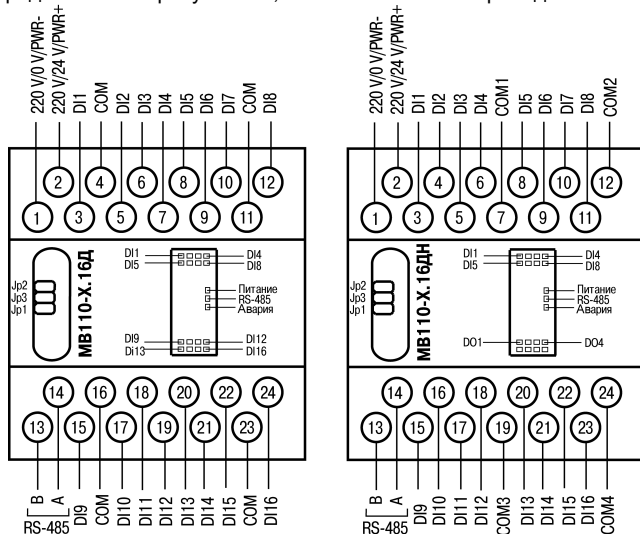 220 V/0 V/PWR-
220 V/24 V/PWR+
DI1
COM
DI2
DI3
DI4
DI5
DI6
DI7
COM
DI8
2 4 6 8 10 12
1 3 5 7 9 11
Jp2
Jp3
Jp1
МВ110-Х.16Д
DI1 DI4
DI5 DI8
Питание
RS-485
Авария
DI9 DI12
Di13 DI16
14 16 18 20 22 24
13 15 17 19 21 23
B
A
RS-485
DI9
COM
DI10
DI11
DI12
DI13
DI14
DI15
COM
DI16
220 V/0 V/PWR-
220 V/24 V/PWR+
DI1
DI2
DI3
DI4
COM1
DI5
DI6
DI7
DI8
COM2
2 4 6 8 10 12
1 3 5 7 9 11
Jp2
Jp3
Jp1
МВ110-Х.16ДН
DI1 DI4
DI5 DI8
Питание
RS-485
Авария
DO1 DO4
14 16 18 20 22 24
13 15 17 19 21 23
B
A
RS-485
DI9
DI10
DI11
DI12
COM3
DI13
DI14
DI15
DI16
COM4